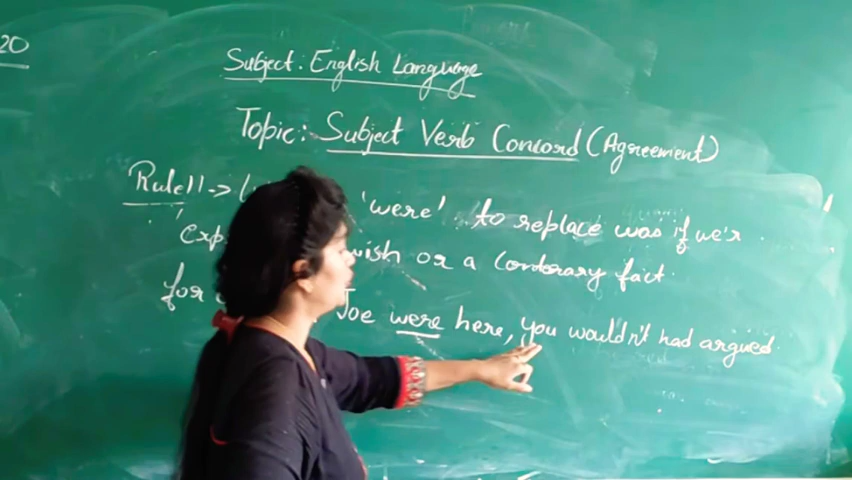 20
Subject: English Language
Topic: Subject Verb Concord (Agreement)
Rule 11 -> 'were' to replace was if we'r
exp wish or a conterary fact.
for Joe were here, you wouldn't had argued.